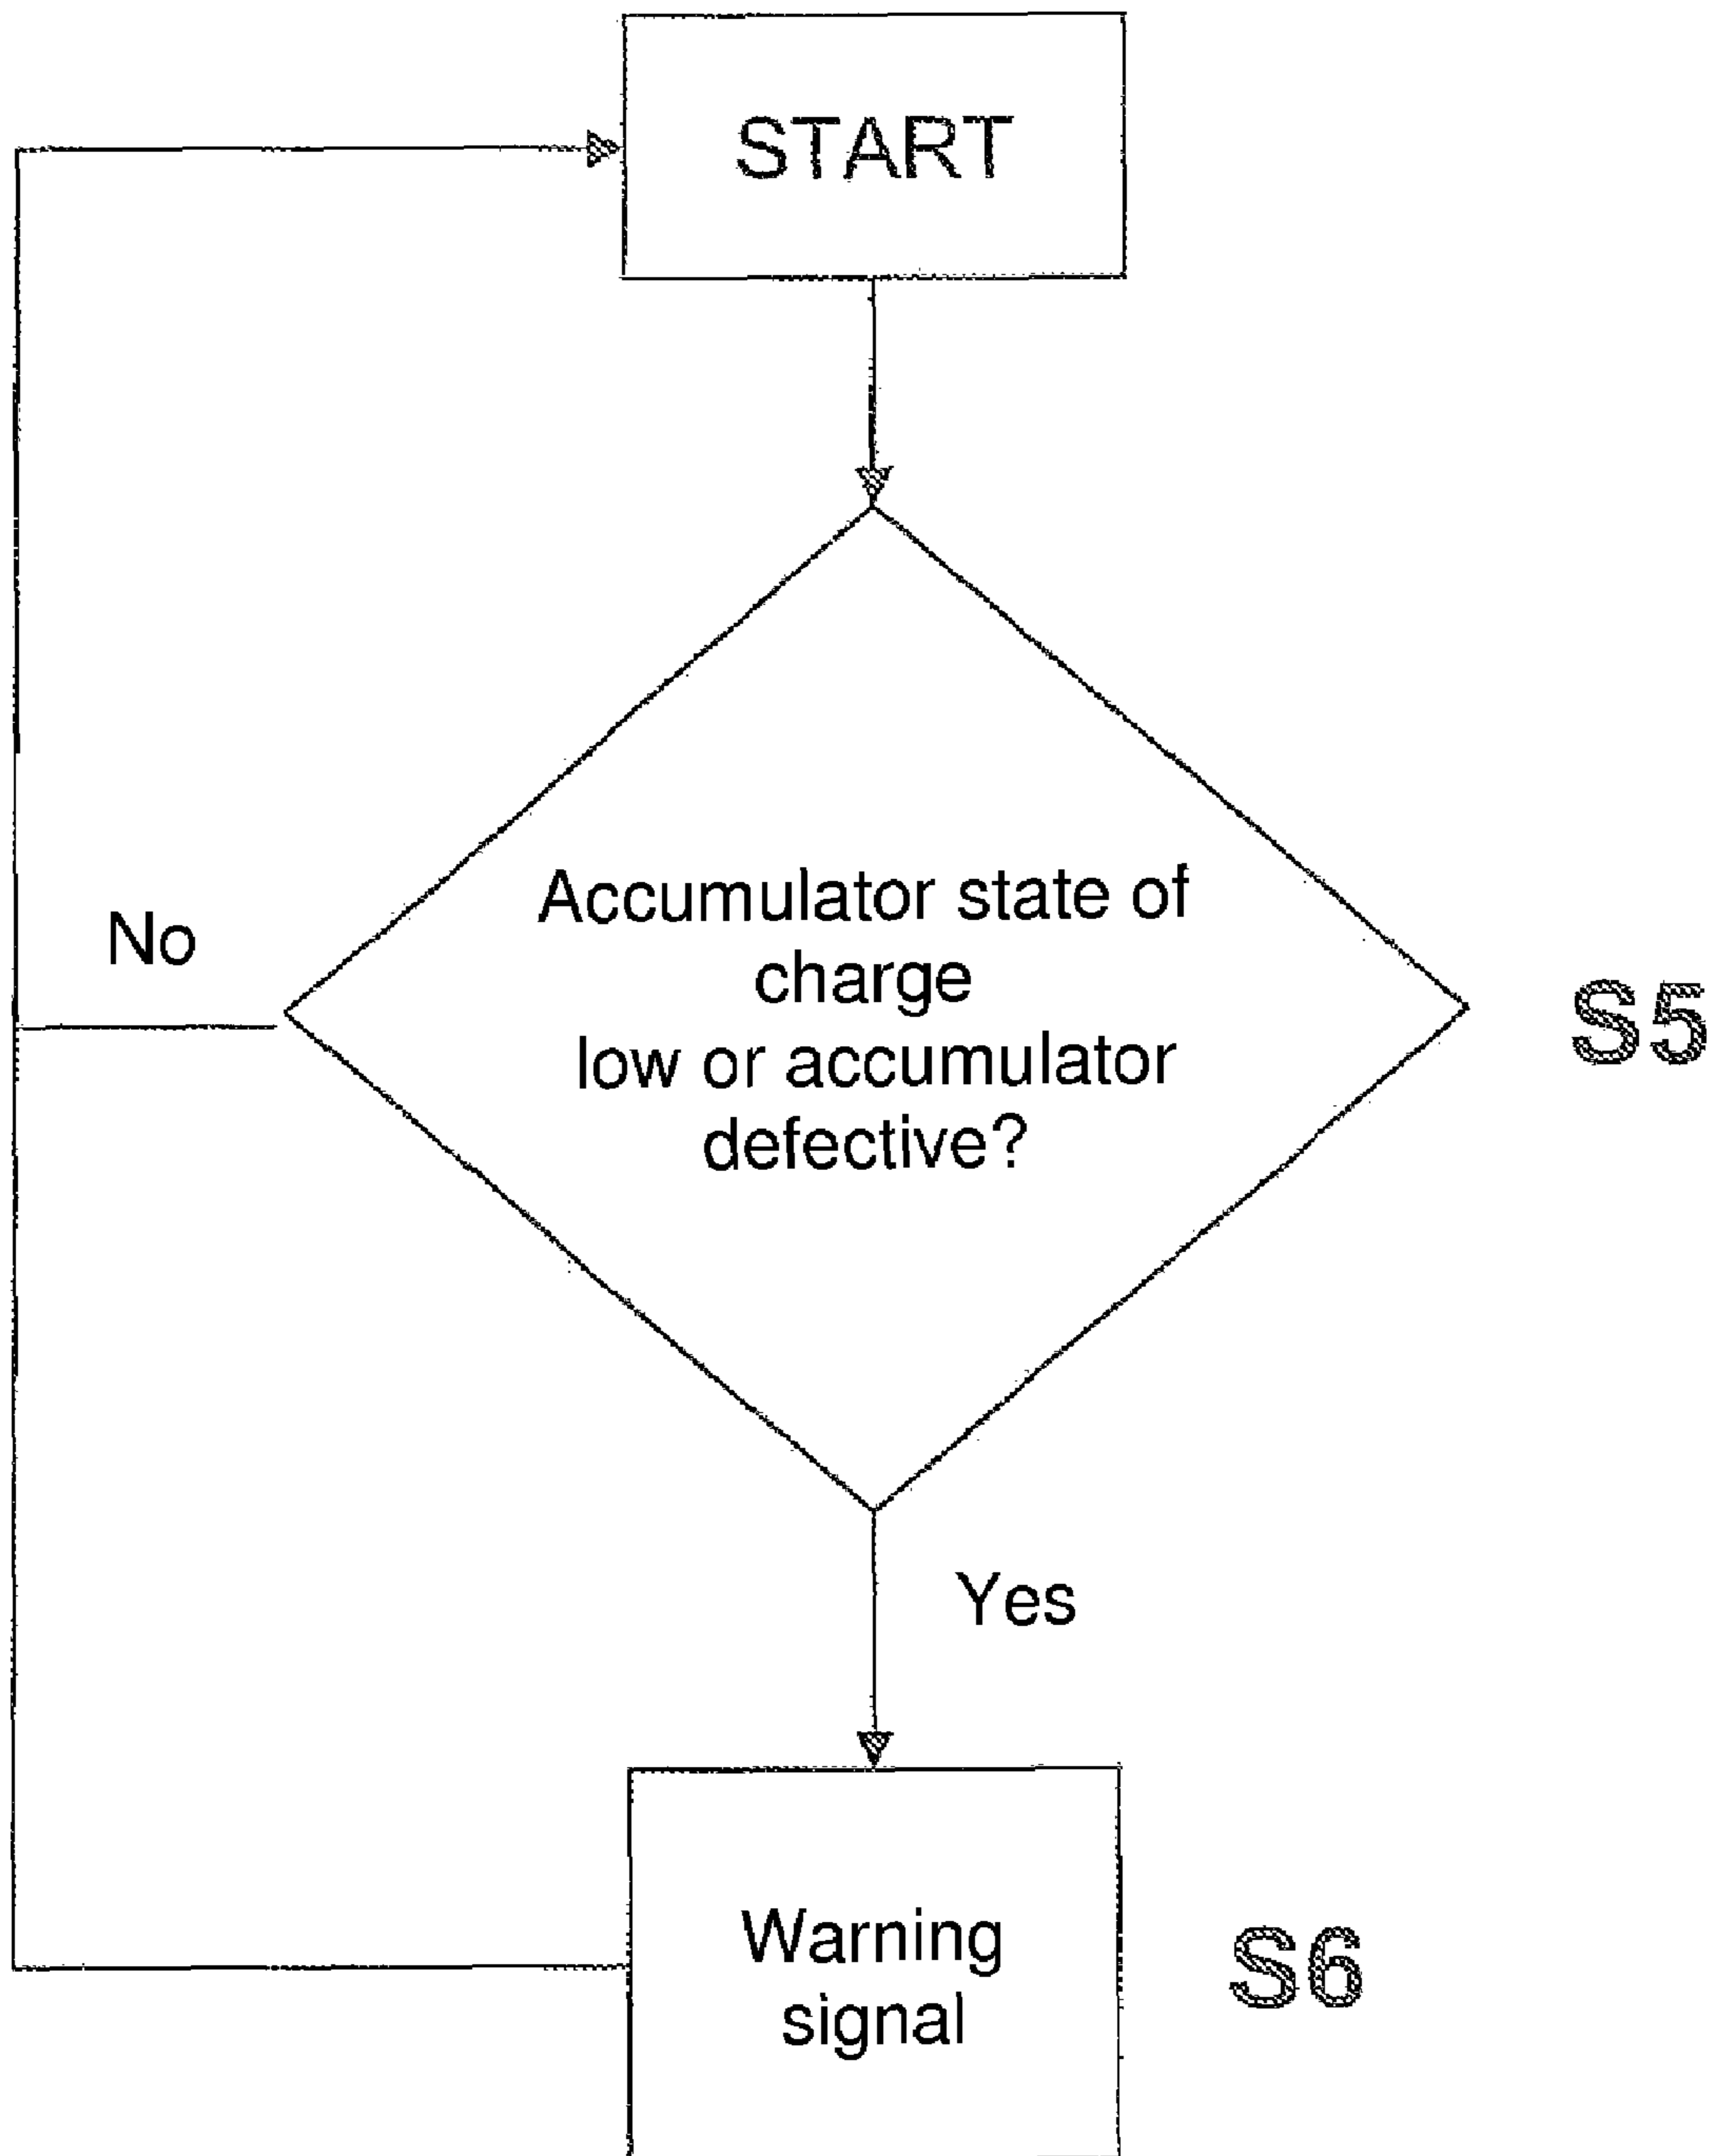 START
Accumulator state of
charge
low or accumulator
defective?
No
S5
Yes
Warning
signal
S6